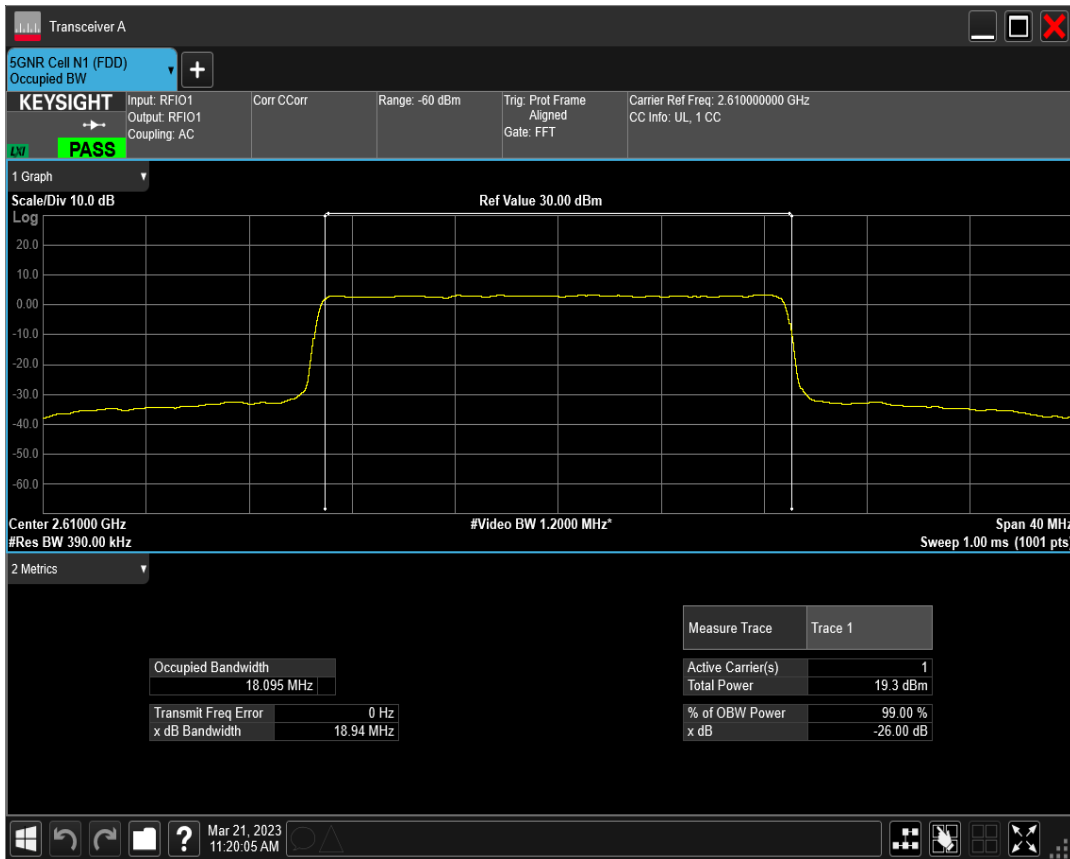 Transceiver A
5GNR Cell N1 (FDD)
Occupied BW
+
KEYSIGHT
LXI
PASS
Input: RFIO1
Output: RFIO1
Coupling: AC
Corr CCorr
Range: -60 dBm
Trig: Prot Frame
Aligned
Gate: FFT
Carrier Ref Freq: 2.610000000 GHz
CC Info: UL, 1 CC
1 Graph
Scale/Div 10.0 dB
Ref Value 30.00 dBm
Log
20.0
10.0
0.00
-10.0
-20.0
-30.0
-40.0
-50.0
-60.0
Center 2.61000 GHz
#Video BW 1.2000 MHz*
Span 40 MHz
#Res BW 390.00 kHz
Sweep 1.00 ms (1001 pts)
2 Metrics
Measure Trace Trace 1
Occupied Bandwidth
18.095 MHz
Active Carrier(s) 1
Total Power 19.3 dBm
Transmit Freq Error 0 Hz
x dB Bandwidth 18.94 MHz
% of OBW Power 99.00 %
x dB -26.00 dB
?
Mar 21, 2023
11:20:05 AM